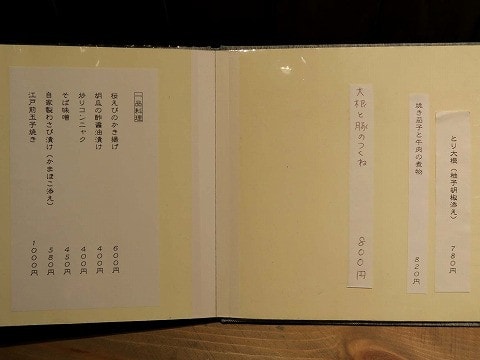 とり大根（柚子胡椒添え） 780円
焼き茄子と牛肉の煮物 820円
大根と豚のつくね 800円
一品料理
桜えびのかき揚げ 600円
胡瓜の酢醤油漬け 400円
炒りコンニャク 400円
そば味噌 450円
自家製わさび漬け（かまぼこ添え） 580円
江戸前玉子焼き 1000円